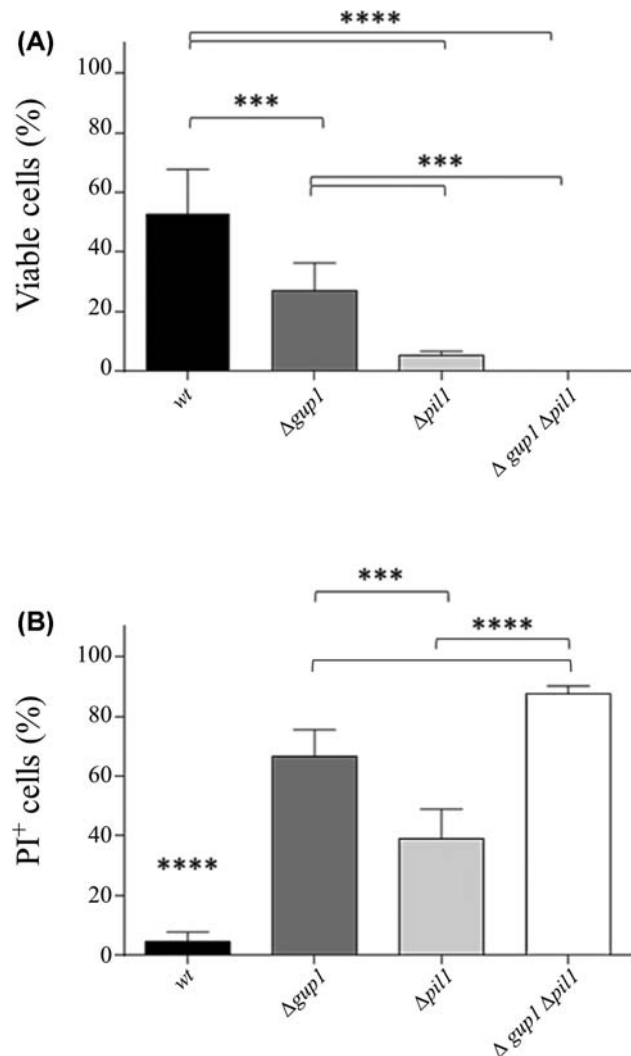 (A)
Viable cells (%)
100
80
60
40
20
0
****
***
***
wt
Δgup1
Δpil1
Δ gup1 Δpil1
(B)
PI+ cells (%)
100
80
60
40
20
0
***
****
****
wt
Δgup1
Δpil1
Δ gup1 Δpil1